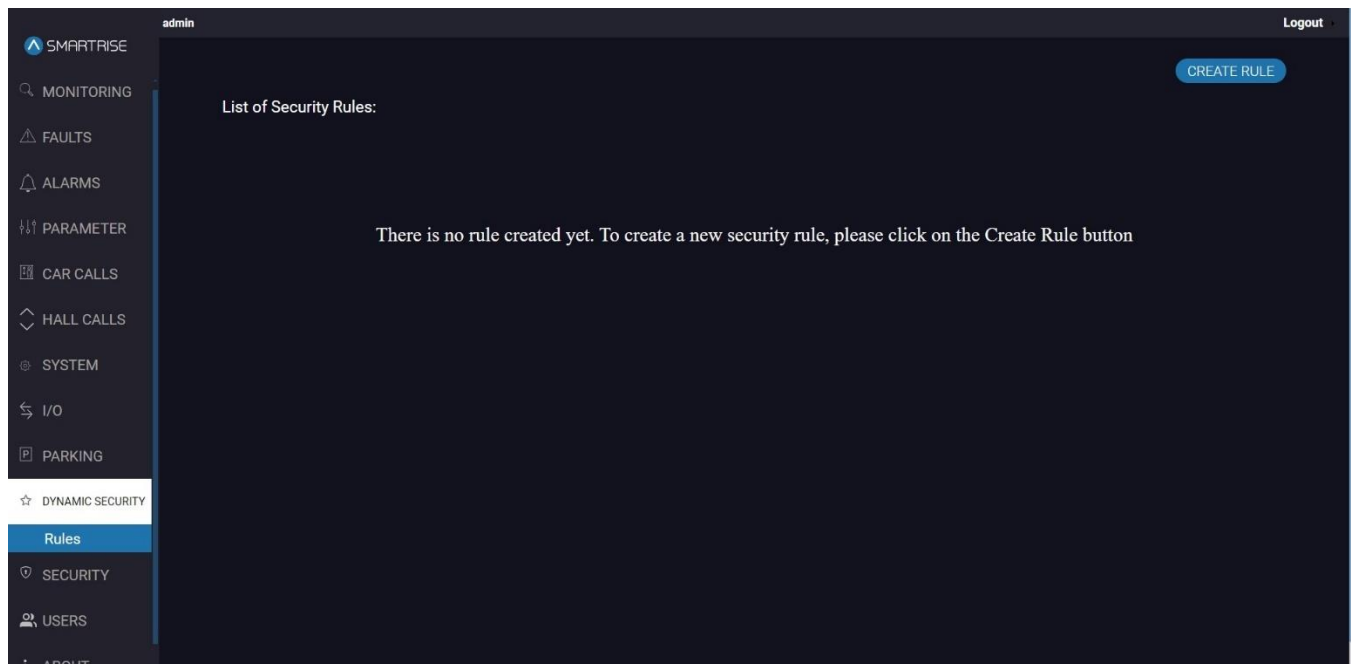 admin
Logout
SMARTRISE
CREATE RULE
MONITORING
List of Security Rules:
FAULTS
ALARMS
PARAMETER
There is no rule created yet. To create a new security rule, please click on the Create Rule button
CAR CALLS
HALL CALLS
SYSTEM
I/O
P PARKING
DYNAMIC SECURITY
Rules
SECURITY
USERS
ABOUT